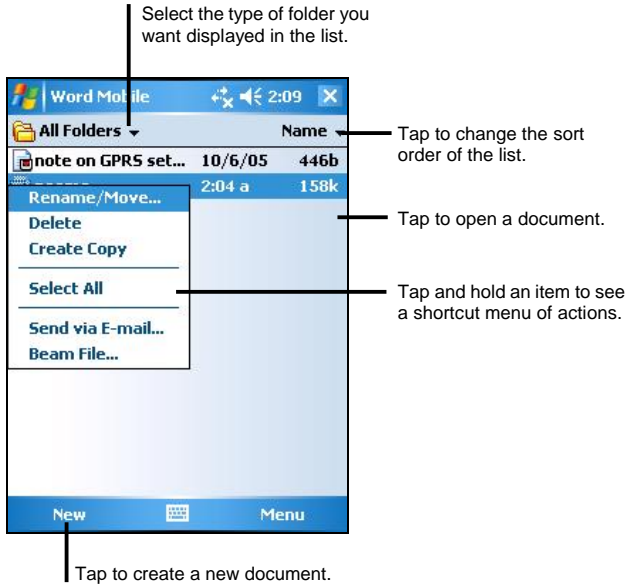 Select the type of folder you
want displayed in the list.
Word Mobile 2:09
All Folders Name
note on GPRS set... 10/6/05 446b
2:04 a 158k
Rename/Move...
Delete
Create Copy
Select All
Send via E-mail...
Beam File...
New Menu
Tap to change the sort
order of the list.
Tap to open a document.
Tap and hold an item to see
a shortcut menu of actions.
Tap to create a new document.